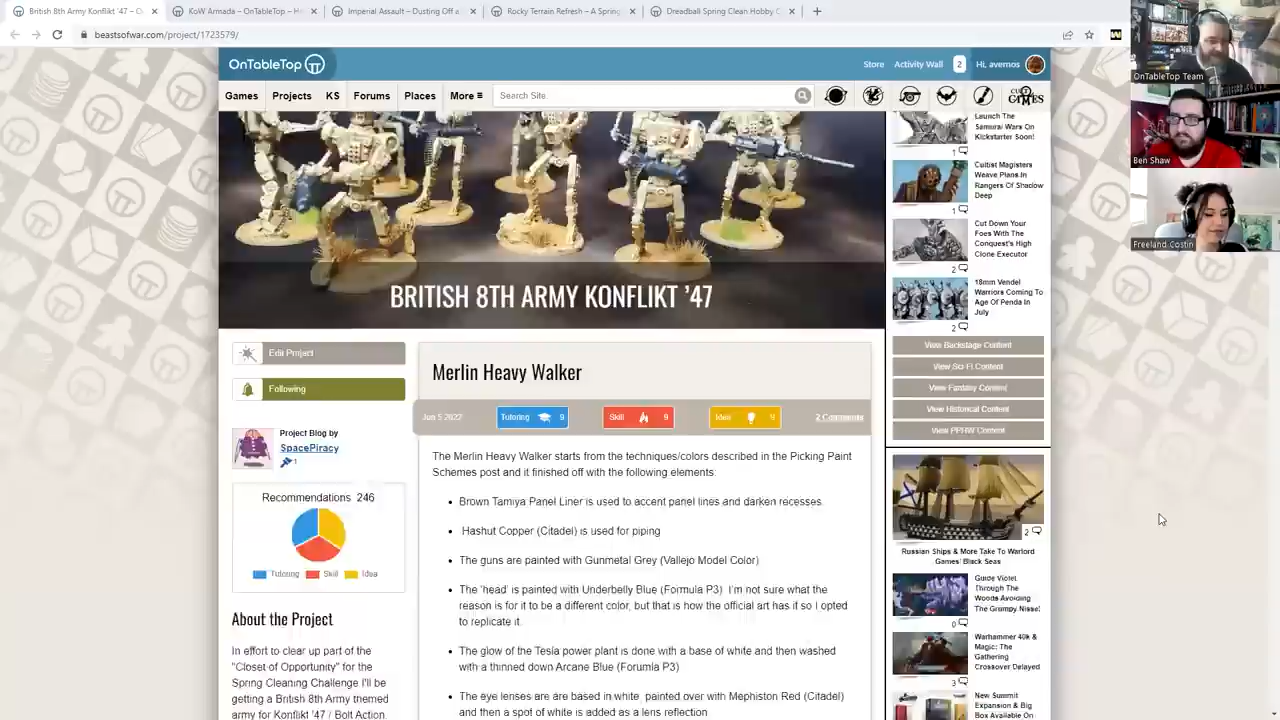 British 8th Army Konflikt '47 – O
KoW Armada – OnTableTop – H
Imperial Assault – Dusting Off a
Rocky Terrain Refresh – A Spring
Dreadball Spring Clean Hobby C
beastsofwar.com/project/1723579/
OnTableTop
Store
Activity Wall
2
Hi, avernos
Games
Projects
KS
Forums
Places
More
Search Site.
GAMES
BRITISH 8TH ARMY KONFLIKT '47
Edit Project
Following
Project Blog by
SpacePiracy
1
Recommendations 246
Tutoring
Skill
Idea
About the Project
In effort to clear up part of the
"Closet of Opportunity" for the
Spring Cleaning Challenge I'll be
getting a British 8th Army themed
army for Konflikt '47 / Bolt Action.
Merlin Heavy Walker
Jun 5 2022
Tutoring 9
Skill 9
Idea 9
2 Comments
The Merlin Heavy Walker starts from the techniques/colors described in the Picking Paint
Schemes post and it finished off with the following elements:
Brown Tamiya Panel Liner is used to accent panel lines and darken recesses.
Hashut Copper (Citadel) is used for piping
The guns are painted with Gunmetal Grey (Vallejo Model Color)
The 'head' is painted with Underbelly Blue (Formula P3) I'm not sure what the
reason is for it to be a different color, but that is how the official art has it so I opted
to replicate it.
The glow of the Tesla power plant is done with a base of white and then washed
with a thinned down Arcane Blue (Forumla P3)
The eye lenses are are based in white painted over with Mephiston Red (Citadel)
and then a spot of white is added as a lens reflection
Launch The
Samurai Wars On
Kickstarter Soon!
1
Cultist Magisters
Weave Plans In
Rangers Of Shadow
Deep
1
Cut Down Your
Foes With The
Conquest's High
Clone Executor
2
18mm Vendel
Warriors Coming To
Age Of Penda In
July
2
View Backstage Content
View Sci-Fi Content
View Fantasy Content
View Historical Content
View PPHW Content
2
Russian Ships & More Take To Warlord
Games' Black Seas
Guide Violet
Through The
Woods Avoiding
The Grumpy Nisse!
0
Warhammer 40k &
Magic: The
Gathering
Crossover Delayed
3
New Summit
Expansion & Big
Box Available On
OnTableTop Team
Ben Shaw
Freeland Costin